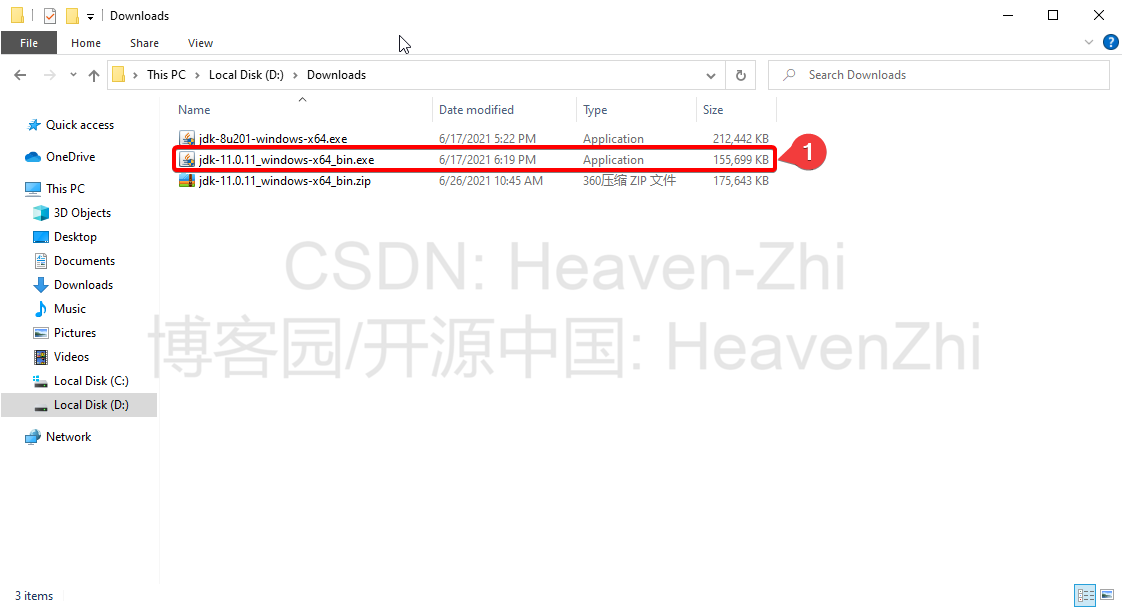 Downloads
File Home Share View
This PC Local Disk (D:) Downloads
Search Downloads
Name Date modified Type Size
Quick access
OneDrive
This PC
3D Objects
Desktop
Documents
Downloads
Music
Pictures
Videos
Local Disk (C:)
Local Disk (D:)
Network
jdk-8u201-windows-x64.exe 6/17/2021 5:22 PM Application 212,442 KB
jdk-11.0.11_windows-x64_bin.exe 6/17/2021 6:19 PM Application 155,699 KB
1
jdk-11.0.11_windows-x64_bin.zip 6/26/2021 10:45 AM 360压缩 ZIP 文件 175,643 KB
CSDN: Heaven-Zhi
博客园/开源中国: HeavenZhi
3 items